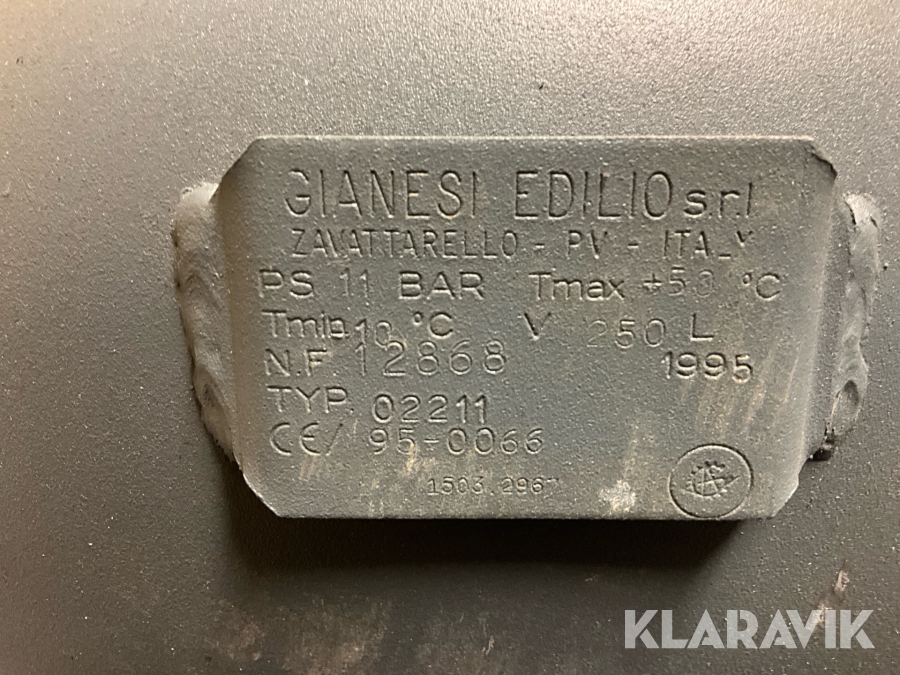 GIANESI EDILIO s.r.l
ZAVATTARELLO - PV - ITALY
PS 11 BAR Tmax +50 °C
Tmin -10 °C V 250 L
N.F. 12868 1995
TYP. 02211
CE/ 95-0066
1503.296
KLARAVIK